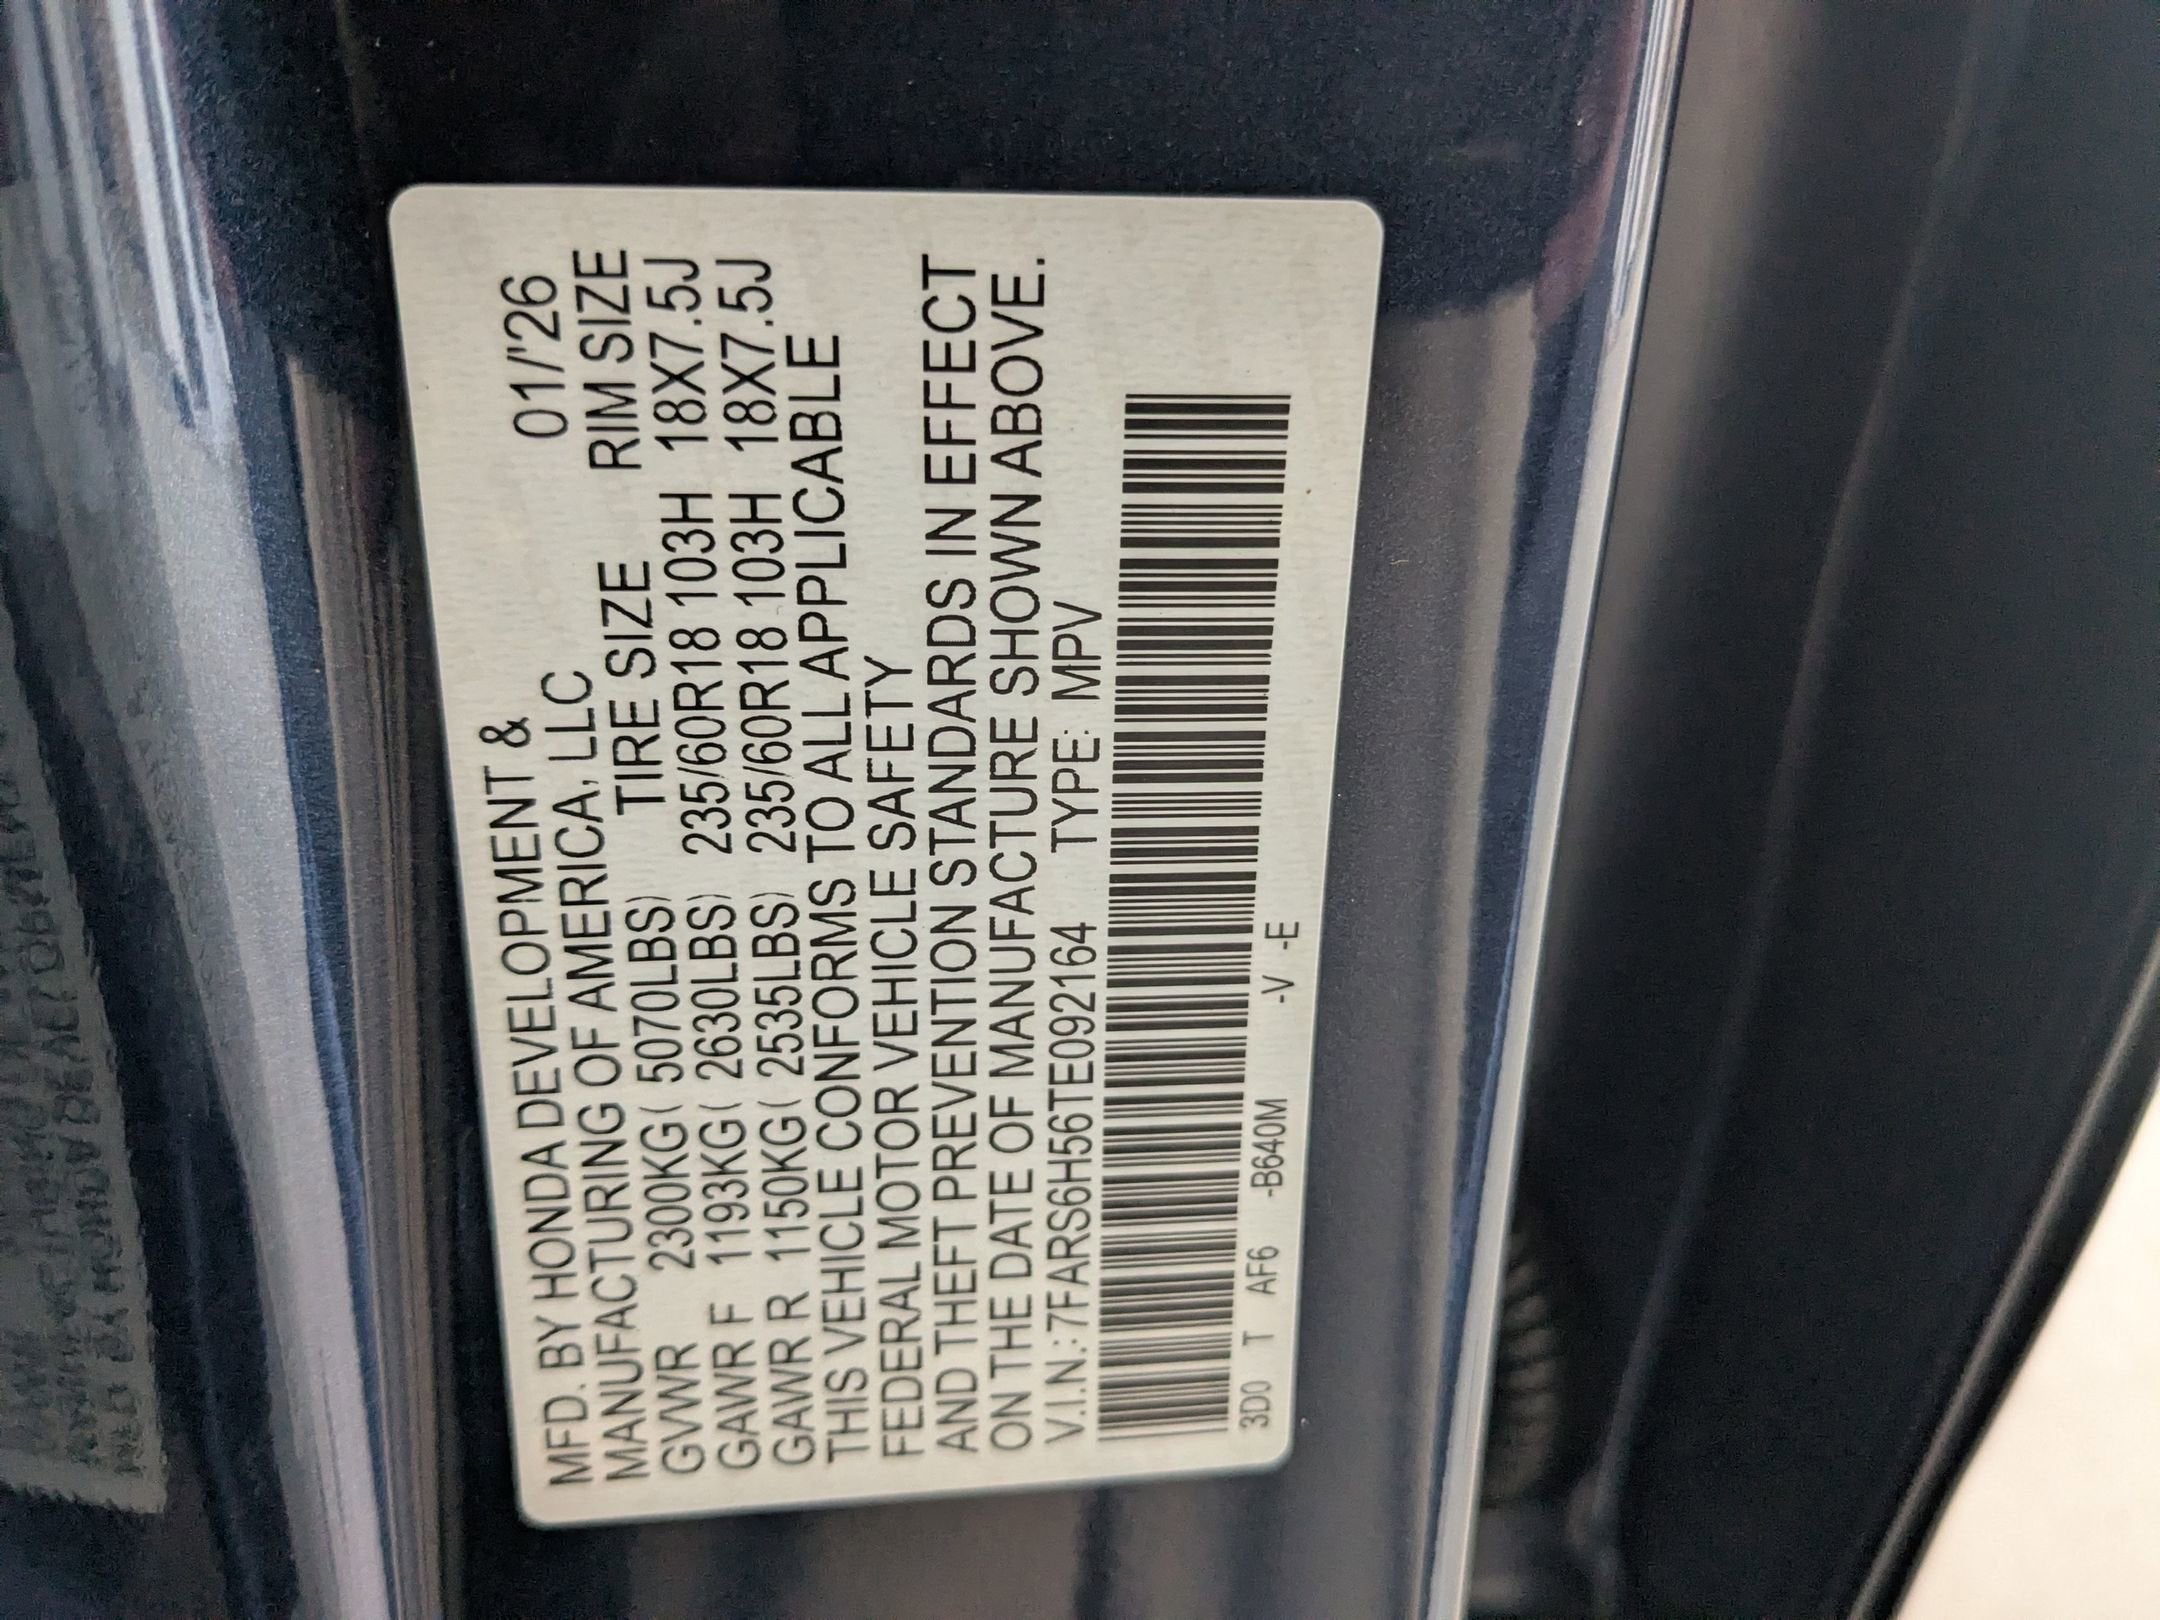 MFD. BY HONDA DEVELOPMENT & 01/'26
MANUFACTURING OF AMERICA, LLC
TIRE SIZE RIM SIZE
GVWR 2300KG( 5070LBS)
GAWR F 1193KG( 2630LBS) 235/60R18 103H 18X7.5J
GAWR R 1150KG( 2535LBS) 235/60R18 103H 18X7.5J
THIS VEHICLE CONFORMS TO ALL APPLICABLE
FEDERAL MOTOR VEHICLE SAFETY
AND THEFT PREVENTION STANDARDS IN EFFECT
ON THE DATE OF MANUFACTURE SHOWN ABOVE.
V.I.N.:7FARS6H56TE092164 TYPE: MPV
3D0 T AF6 -B640M -V -E